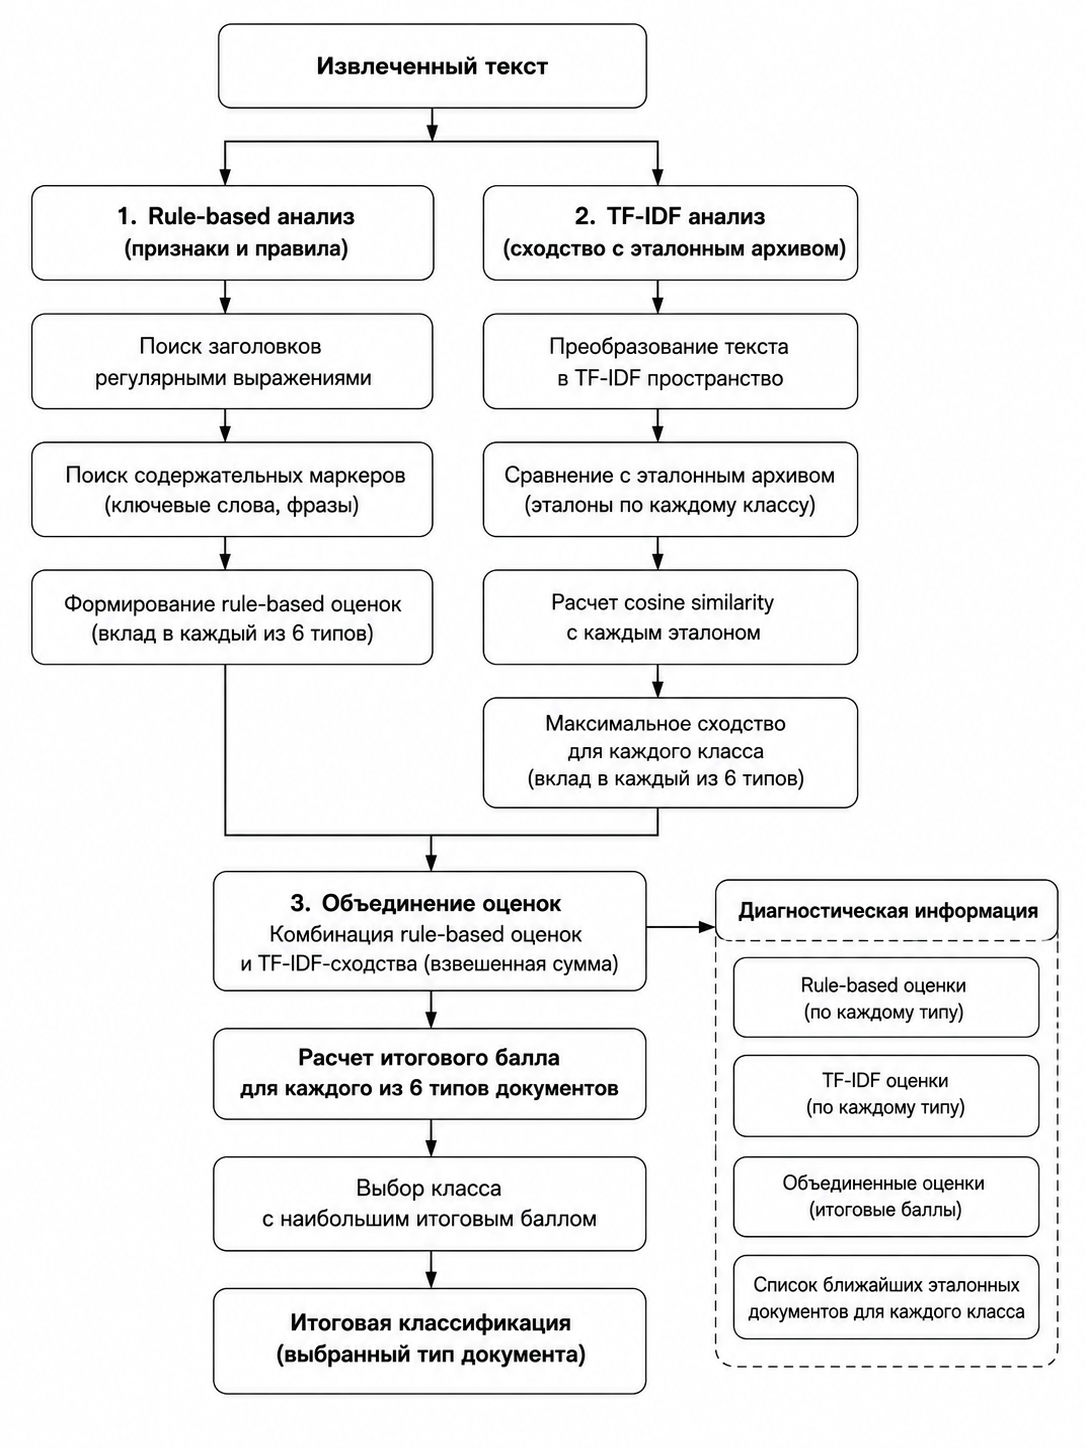 Извлеченный текст
1. Rule-based анализ
(признаки и правила)
Поиск заголовков
регулярными выражениями
Поиск содержательных маркеров
(ключевые слова, фразы)
Формирование rule-based оценок
(вклад в каждый из 6 типов)
2. TF-IDF анализ
(сходство с эталонным архивом)
Преобразование текста
в TF-IDF пространство
Сравнение с эталонным архивом
(эталоны по каждому классу)
Расчет cosine similarity
с каждым эталоном
Максимальное сходство
для каждого класса
(вклад в каждый из 6 типов)
3. Объединение оценок
Комбинация rule-based оценок
и TF-IDF-сходства (взвешенная сумма)
Расчет итогового балла
для каждого из 6 типов документов
Выбор класса
с наибольшим итоговым баллом
Итоговая классификация
(выбранный тип документа)
Диагностическая информация
Rule-based оценки
(по каждому типу)
TF-IDF оценки
(по каждому типу)
Объединенные оценки
(итоговые баллы)
Список ближайших эталонных
документов для каждого класса